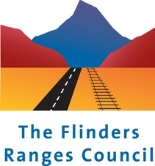 The Flinders
Ranges Council